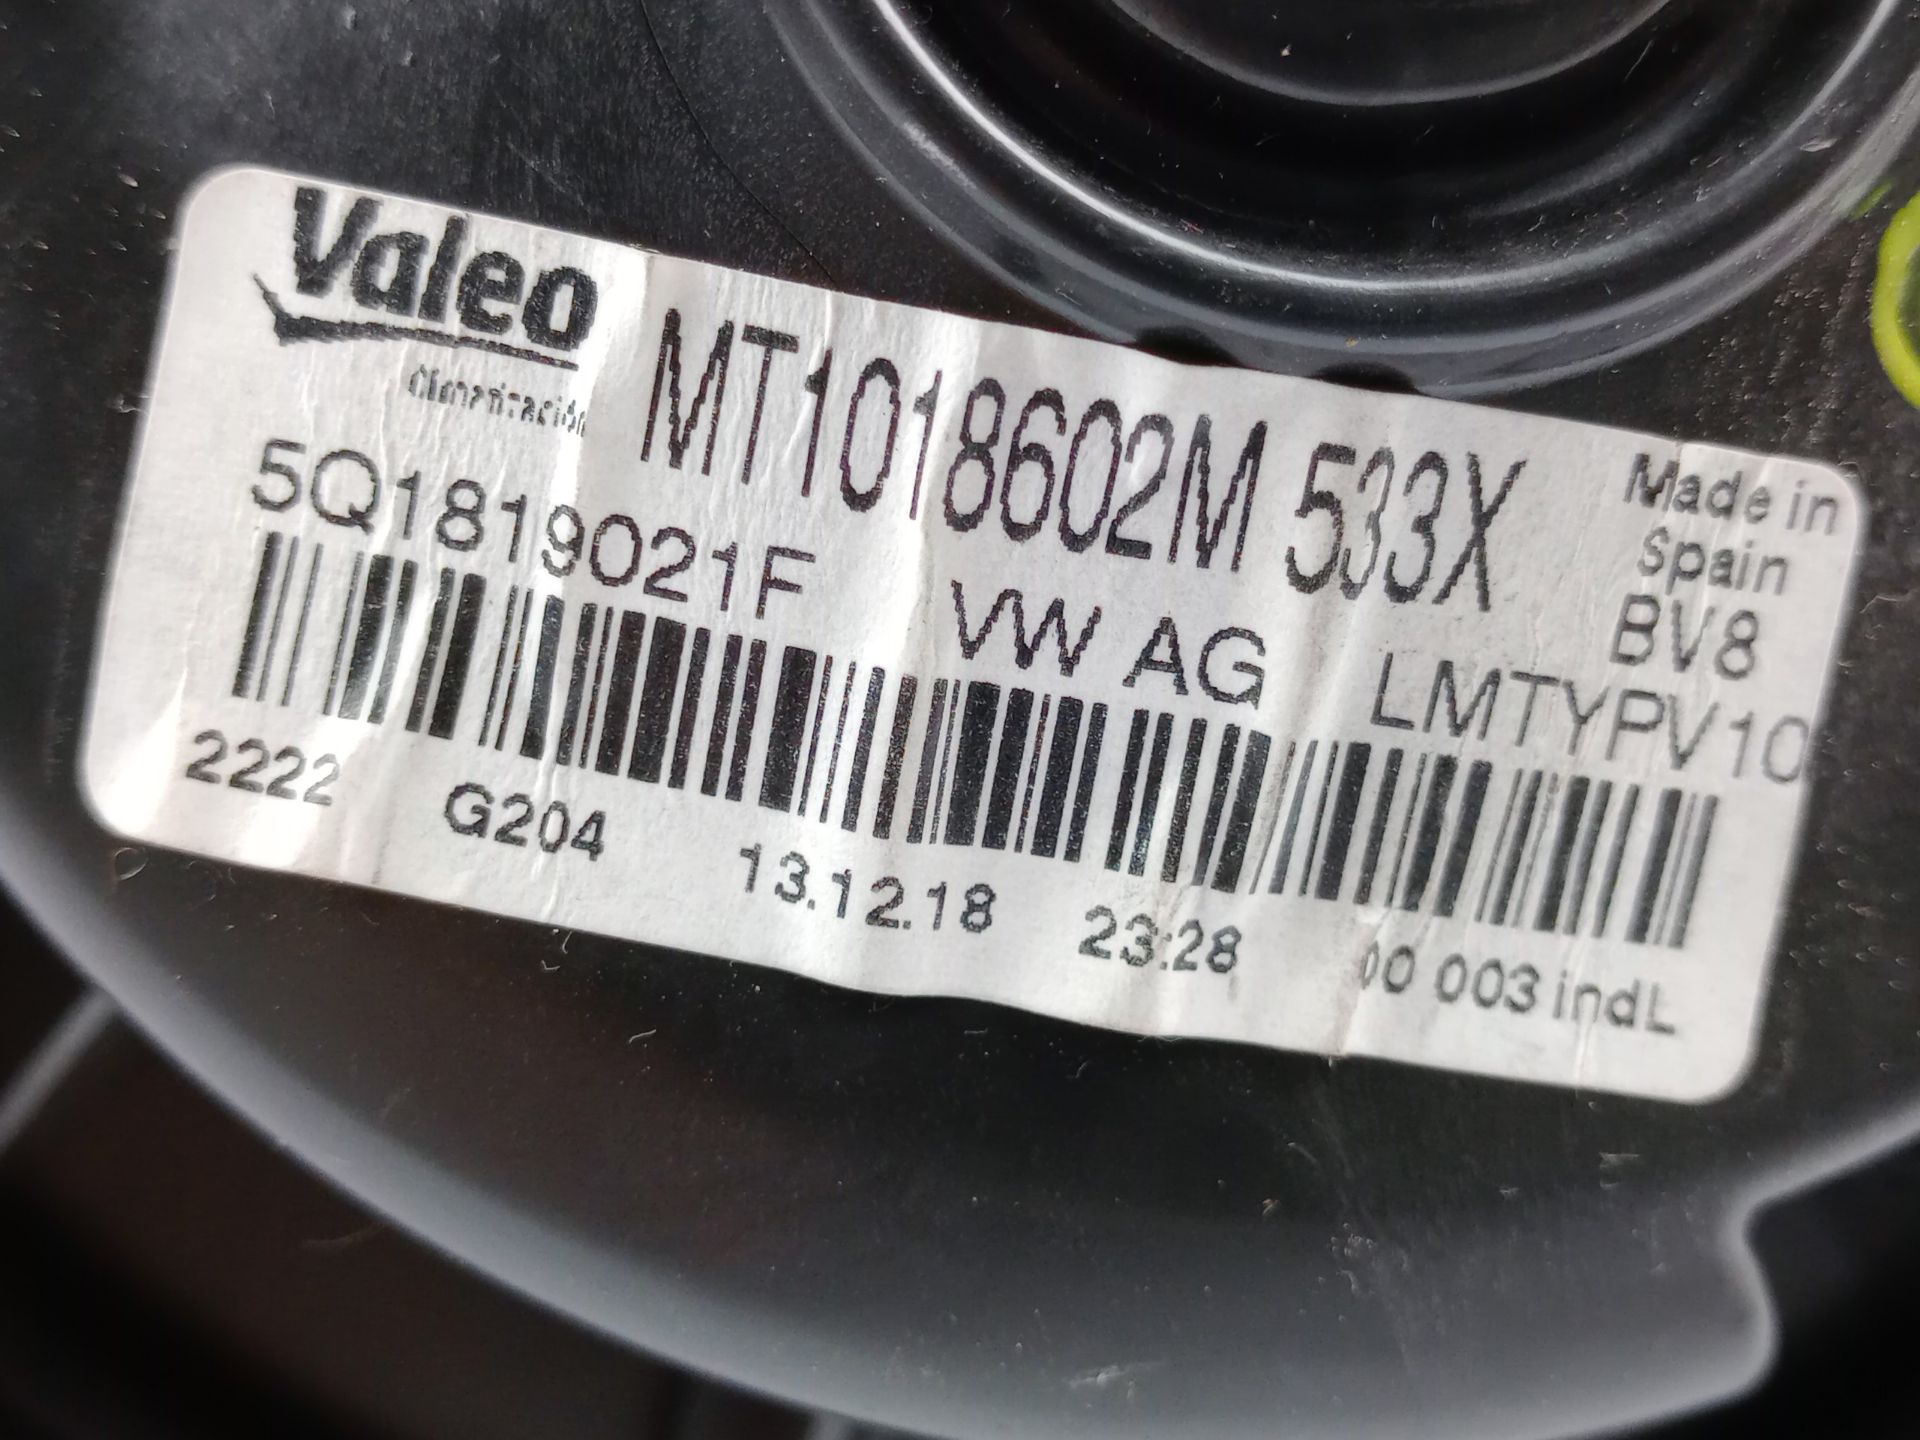 Valeo
Climatización
MT1018602M 533X
Made in
Spain
BV8
5Q1819021F VW AG LMTYPV10
2222 G204 13.12.18 23:28 00 003 indL